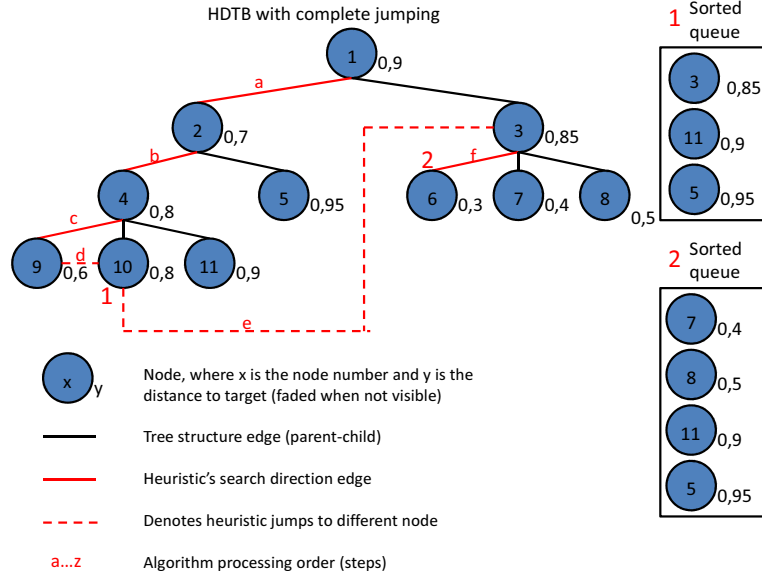 HDTB with complete jumping
1 Sorted queue
1 0,9
a
2 0,7
3 0,85
b
2 f
4 0,8
5 0,95
6 0,3
7 0,4
8 0,5
c
9 0,6
d
10 0,8
11 0,9
1
e
3 0,85
11 0,9
5 0,95
2 Sorted queue
7 0,4
8 0,5
11 0,9
5 0,95
x y
Node, where x is the node number and y is the
distance to target (faded when not visible)
Tree structure edge (parent-child)
Heuristic's search direction edge
Denotes heuristic jumps to different node
a...z Algorithm processing order (steps)